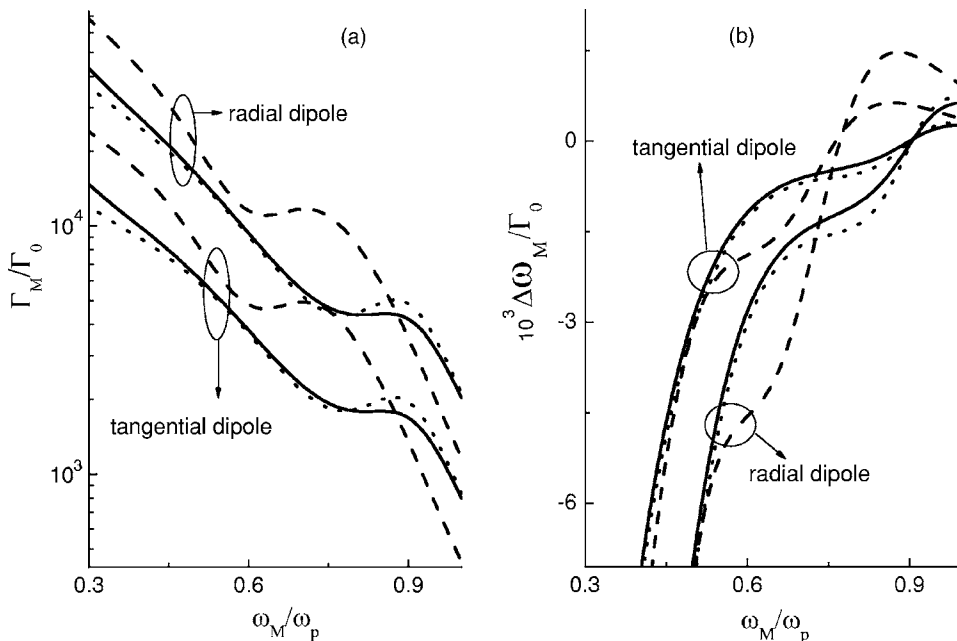 (a)
radial dipole
tangential dipole
Γ_M/Γ_0
10^4
10^3
0.3 0.6 0.9
ω_M/ω_p
(b)
tangential dipole
radial dipole
10^3 Δω_M/Γ_0
0
-3
-6
0.3 0.6 0.9
ω_M/ω_p